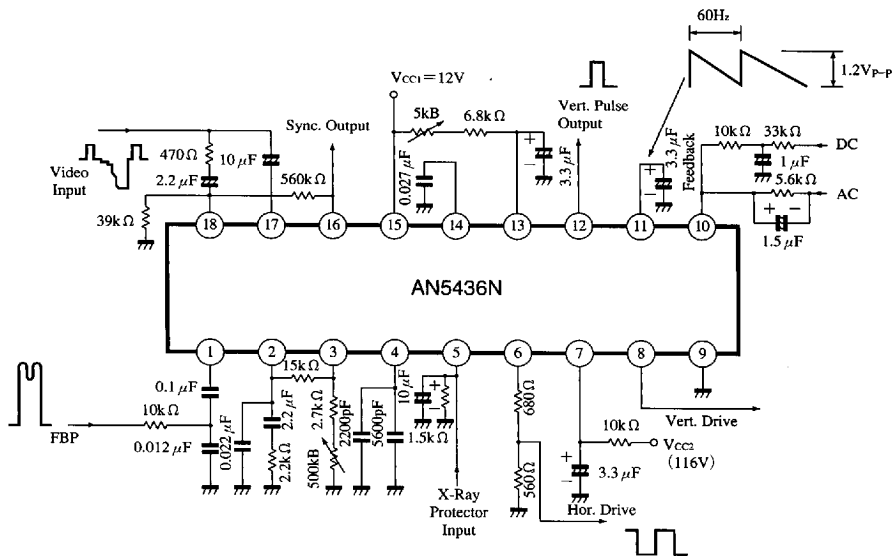 60Hz
1.2VP-P
VCC1=12V
Vert. Pulse
Output
Sync. Output
5kB
6.8kΩ
3.3μF
3.3μF
Feedback
10kΩ
33kΩ
DC
1μF
5.6kΩ
AC
1.5μF
Video
Input
470Ω
2.2μF
10μF
560kΩ
0.027μF
39kΩ
18
17
16
15
14
13
12
11
10
AN5436N
1
2
3
4
5
6
7
8
9
0.1μF
15kΩ
10kΩ
FBP
0.012μF
0.022μF
2.2μF
2.2kΩ
2.7kΩ
500kB
2200pF
5600pF
10μF
1.5kΩ
X-Ray
Protector
Input
680Ω
560Ω
Hor. Drive
10kΩ
VCC2
(116V)
3.3μF
Vert. Drive